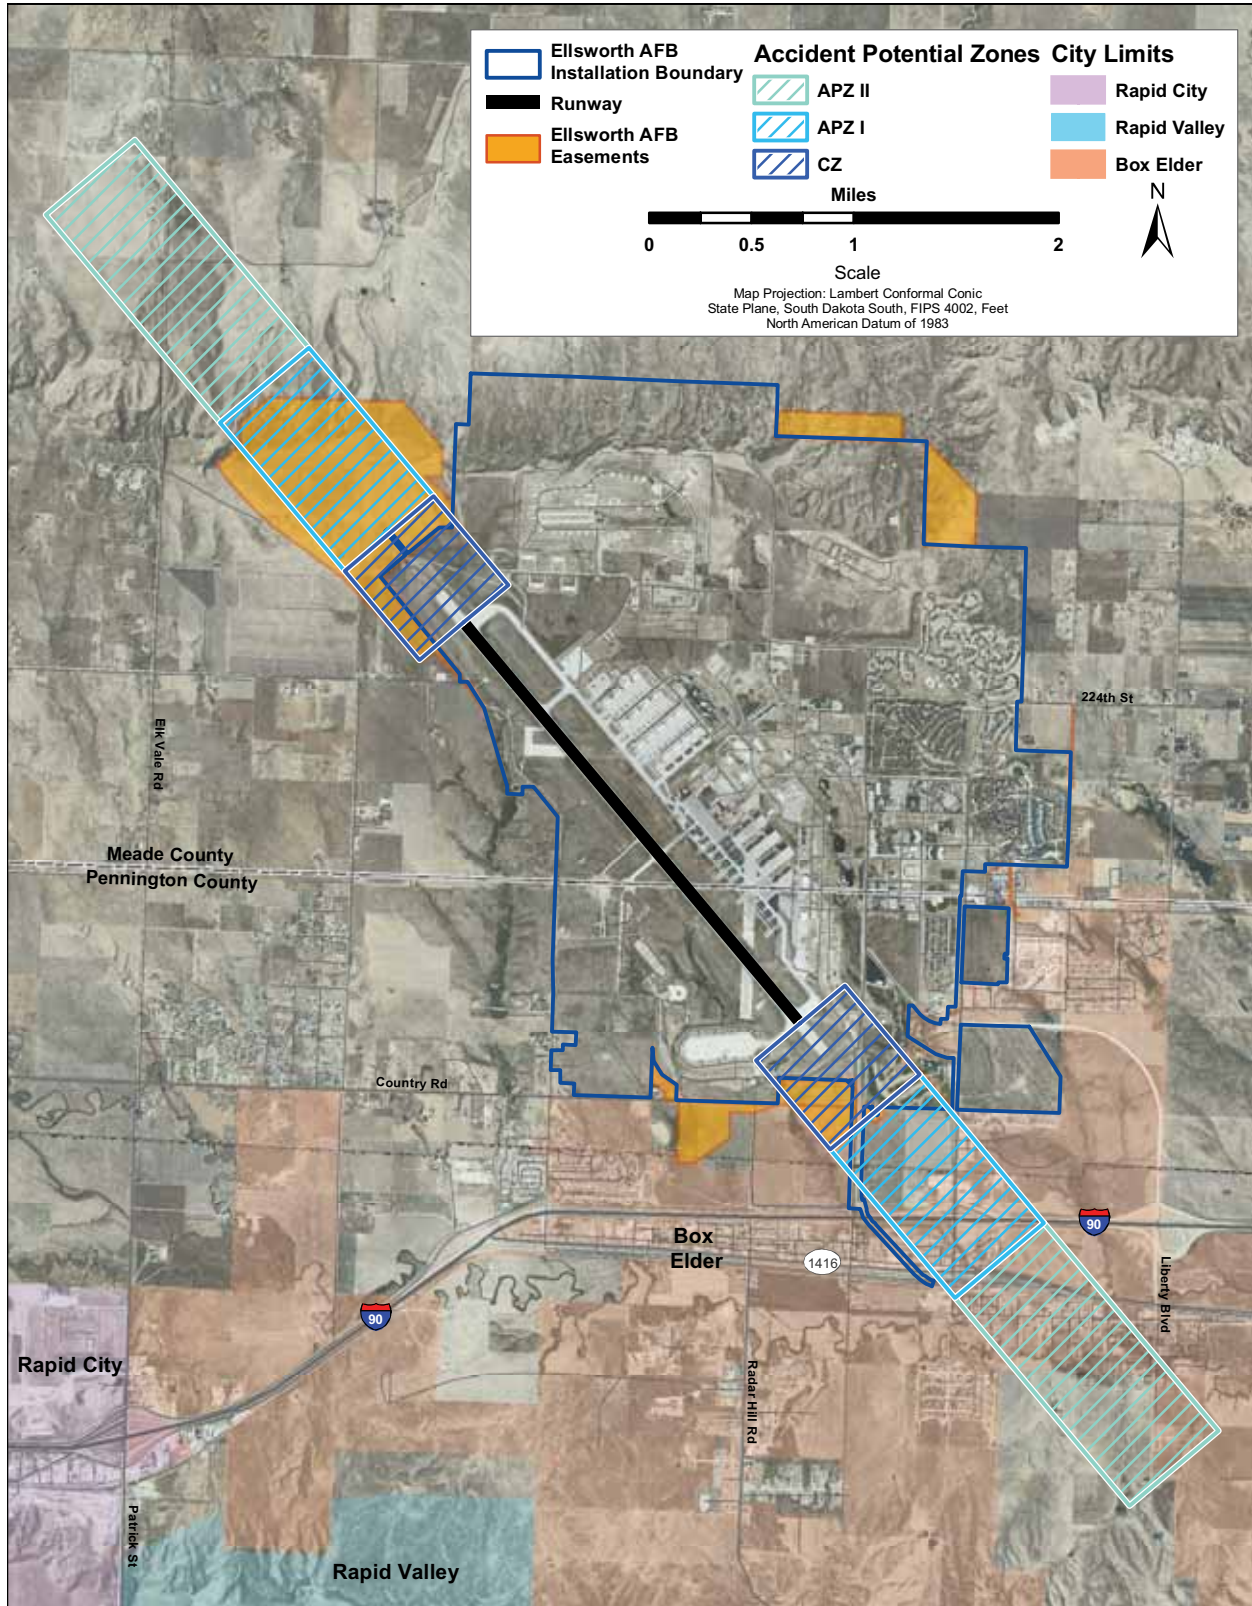 Ellsworth AFB
Installation Boundary
Runway
Ellsworth AFB
Easements
Accident Potential Zones
APZ II
APZ I
CZ
City Limits
Rapid City
Rapid Valley
Box Elder
Miles
0 0.5 1 2
Scale
Map Projection: Lambert Conformal Conic
State Plane, South Dakota South, FIPS 4002, Feet
North American Datum of 1983
N
224th St
Elk Vale Rd
Meade County
Pennington County
Country Rd
Box
Elder
90
1416
Liberty Blvd
90
Rapid City
Radar Hill Rd
Patrick St
Rapid Valley